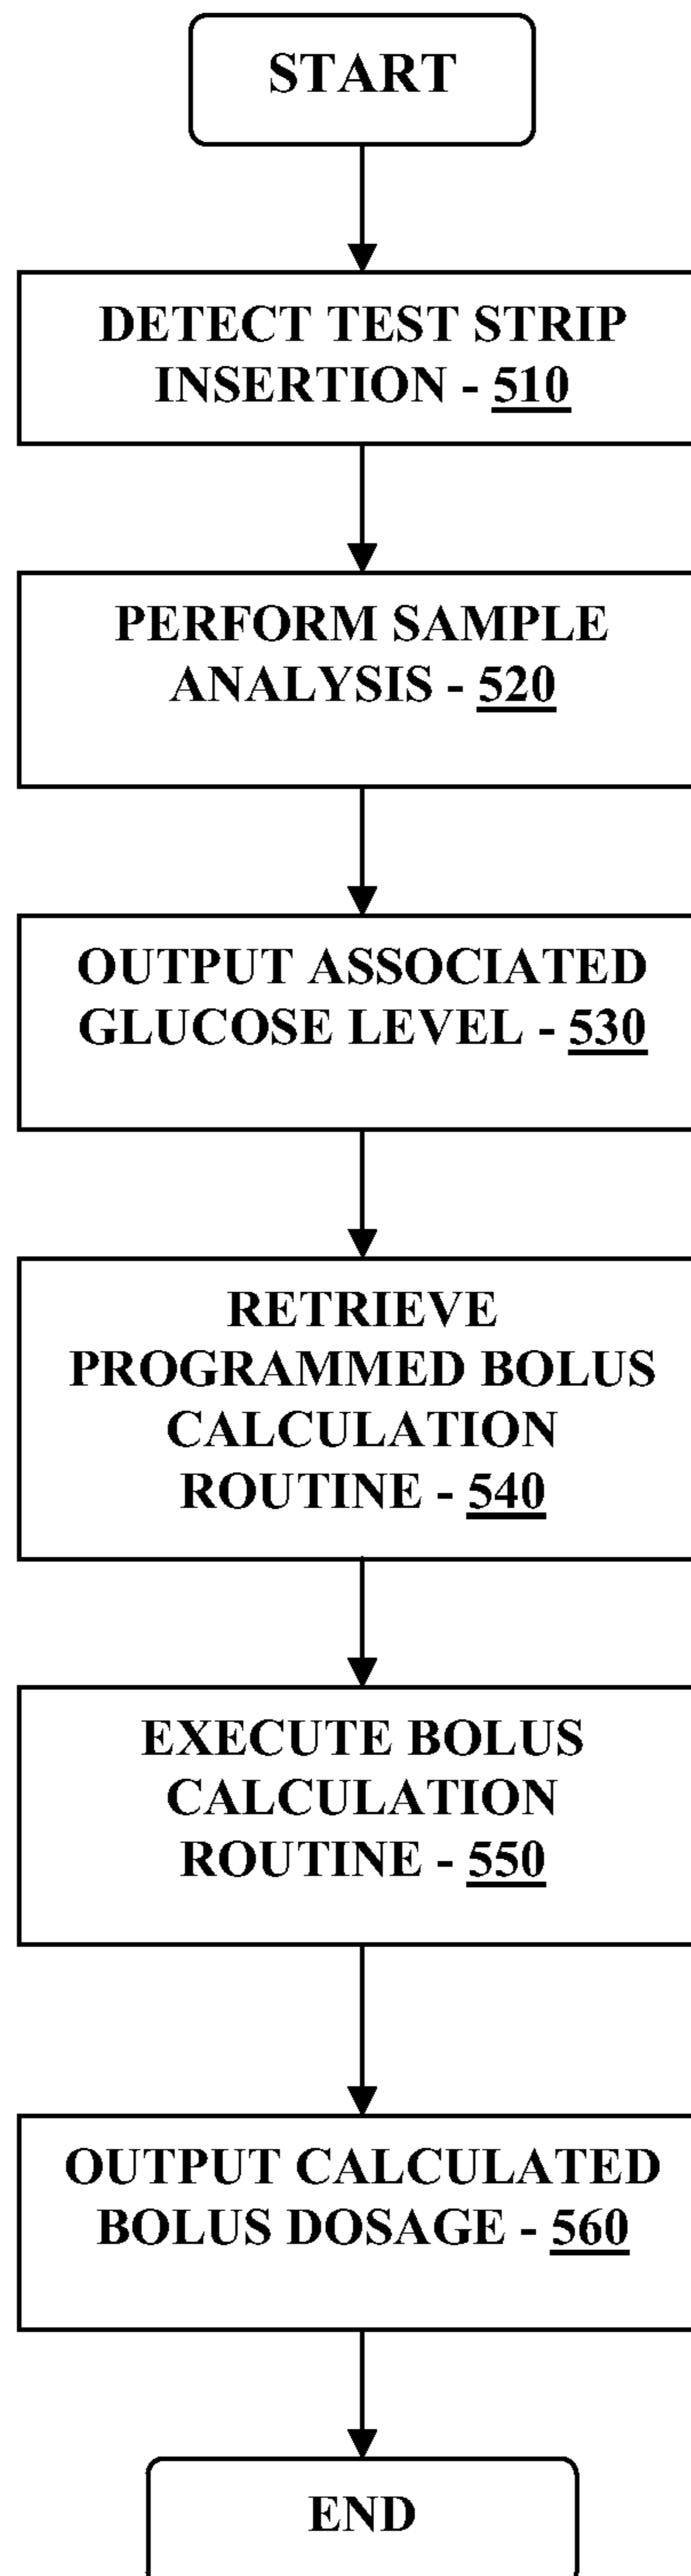 START
DETECT TEST STRIP
INSERTION - 510
PERFORM SAMPLE
ANALYSIS - 520
OUTPUT ASSOCIATED
GLUCOSE LEVEL - 530
RETRIEVE
PROGRAMMED BOLUS
CALCULATION
ROUTINE - 540
EXECUTE BOLUS
CALCULATION
ROUTINE - 550
OUTPUT CALCULATED
BOLUS DOSAGE - 560
END